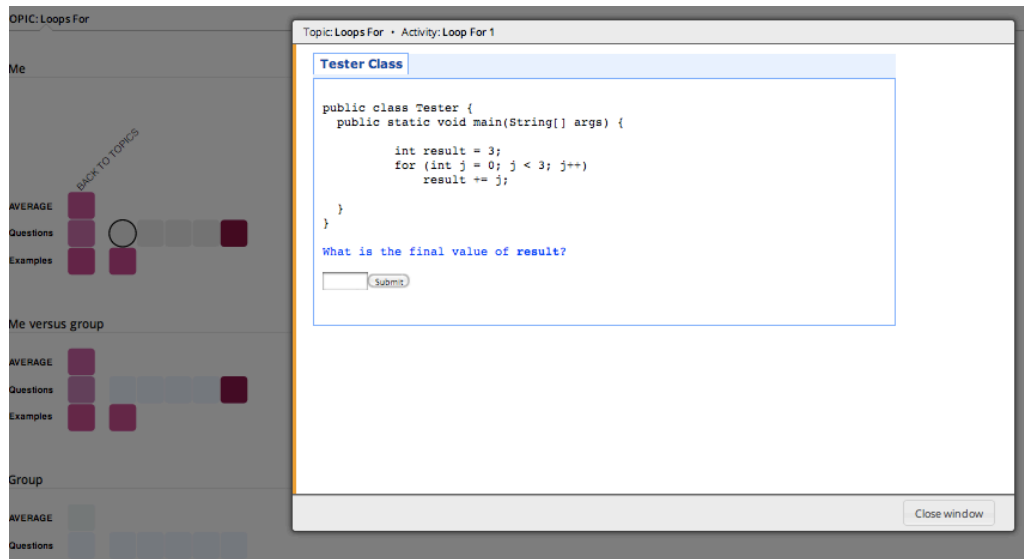 OPIC: Loops For
Me
BACK TO TOPICS
AVERAGE
Questions
Examples
Me versus group
AVERAGE
Questions
Examples
Group
AVERAGE
Questions
Topic: Loops For • Activity: Loop For 1
Tester Class
public class Tester {
public static void main(String[] args) {
int result = 3;
for (int j = 0; j < 3; j++)
result += j;
}
}
What is the final value of result?
Submit
Close window